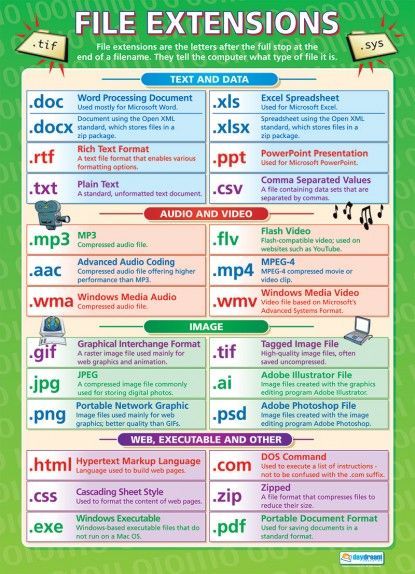 FILE EXTENSIONS
.tif
.sys
File extensions are the letters after the full stop at the
end of a filename. They tell the computer what type of file it is.
TEXT AND DATA
.doc
Word Processing Document
Used mostly for Microsoft Word.
.docx
Document using the Open XML
standard, which stores files in a
zip package.
.rtf
Rich Text Format
A text file format that enables various
formatting options.
.txt
Plain Text
A standard, unformatted text document.
.xls
Excel Spreadsheet
Used for Microsoft Excel.
.xlsx
Spreadsheet using the Open XML
standard, which stores files in a
zip package.
.ppt
PowerPoint Presentation
Used for Microsoft PowerPoint.
.csv
Comma Separated Values
A file containing data sets that are
separated by commas.
AUDIO AND VIDEO
.mp3
MP3
Compressed audio file.
.aac
Advanced Audio Coding
Compressed audio file offering higher
performance than MP3.
.wma
Windows Media Audio
Compressed audio file.
.flv
Flash Video
Flash-compatible video; used on
websites such as YouTube.
.mp4
MPEG-4
MPEG-4 compressed movie or
video clip.
.wmv
Windows Media Video
Video file based on Microsoft's
Advanced Systems Format.
IMAGE
.gif
Graphical Interchange Format
A raster image file used mainly for
web graphics and animation.
.jpg
JPEG
A compressed image file commonly
used for storing digital photos.
.png
Portable Network Graphic
Image files used mainly for web
graphics; better quality than GIFs.
.tif
Tagged Image File
High-quality image files, often
saved uncompressed.
.ai
Adobe Illustrator File
Image files created with the graphics
editing program Adobe Illustrator.
.psd
Adobe Photoshop File
Image files created with the image
editing program Adobe Photoshop.
WEB, EXECUTABLE AND OTHER
.html
Hypertext Markup Language
Language used to build web pages.
.css
Cascading Sheet Style
Used to format the content of web pages.
.exe
Windows Executable
Windows-based executable files that do
not run on a Mac OS.
.com
DOS Command
Used to execute a list of instructions -
not to be confused with the .com suffix.
.zip
Zipped
A file format that compresses files to
reduce their size.
.pdf
Portable Document Format
Used for saving documents in a
standard format.
daydream